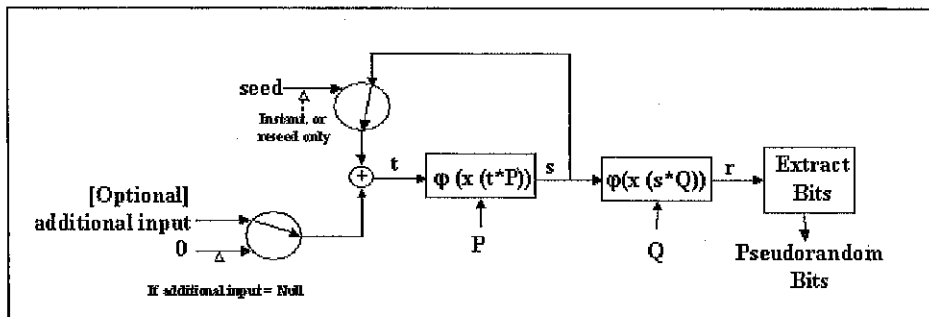 seed
Instant. or
reseed only
t
φ (x (t*P))
s
φ(x (s*Q))
r
Extract
Bits
[Optional]
additional input
0
P
Q
Pseudorandom
Bits
If additional input = Null